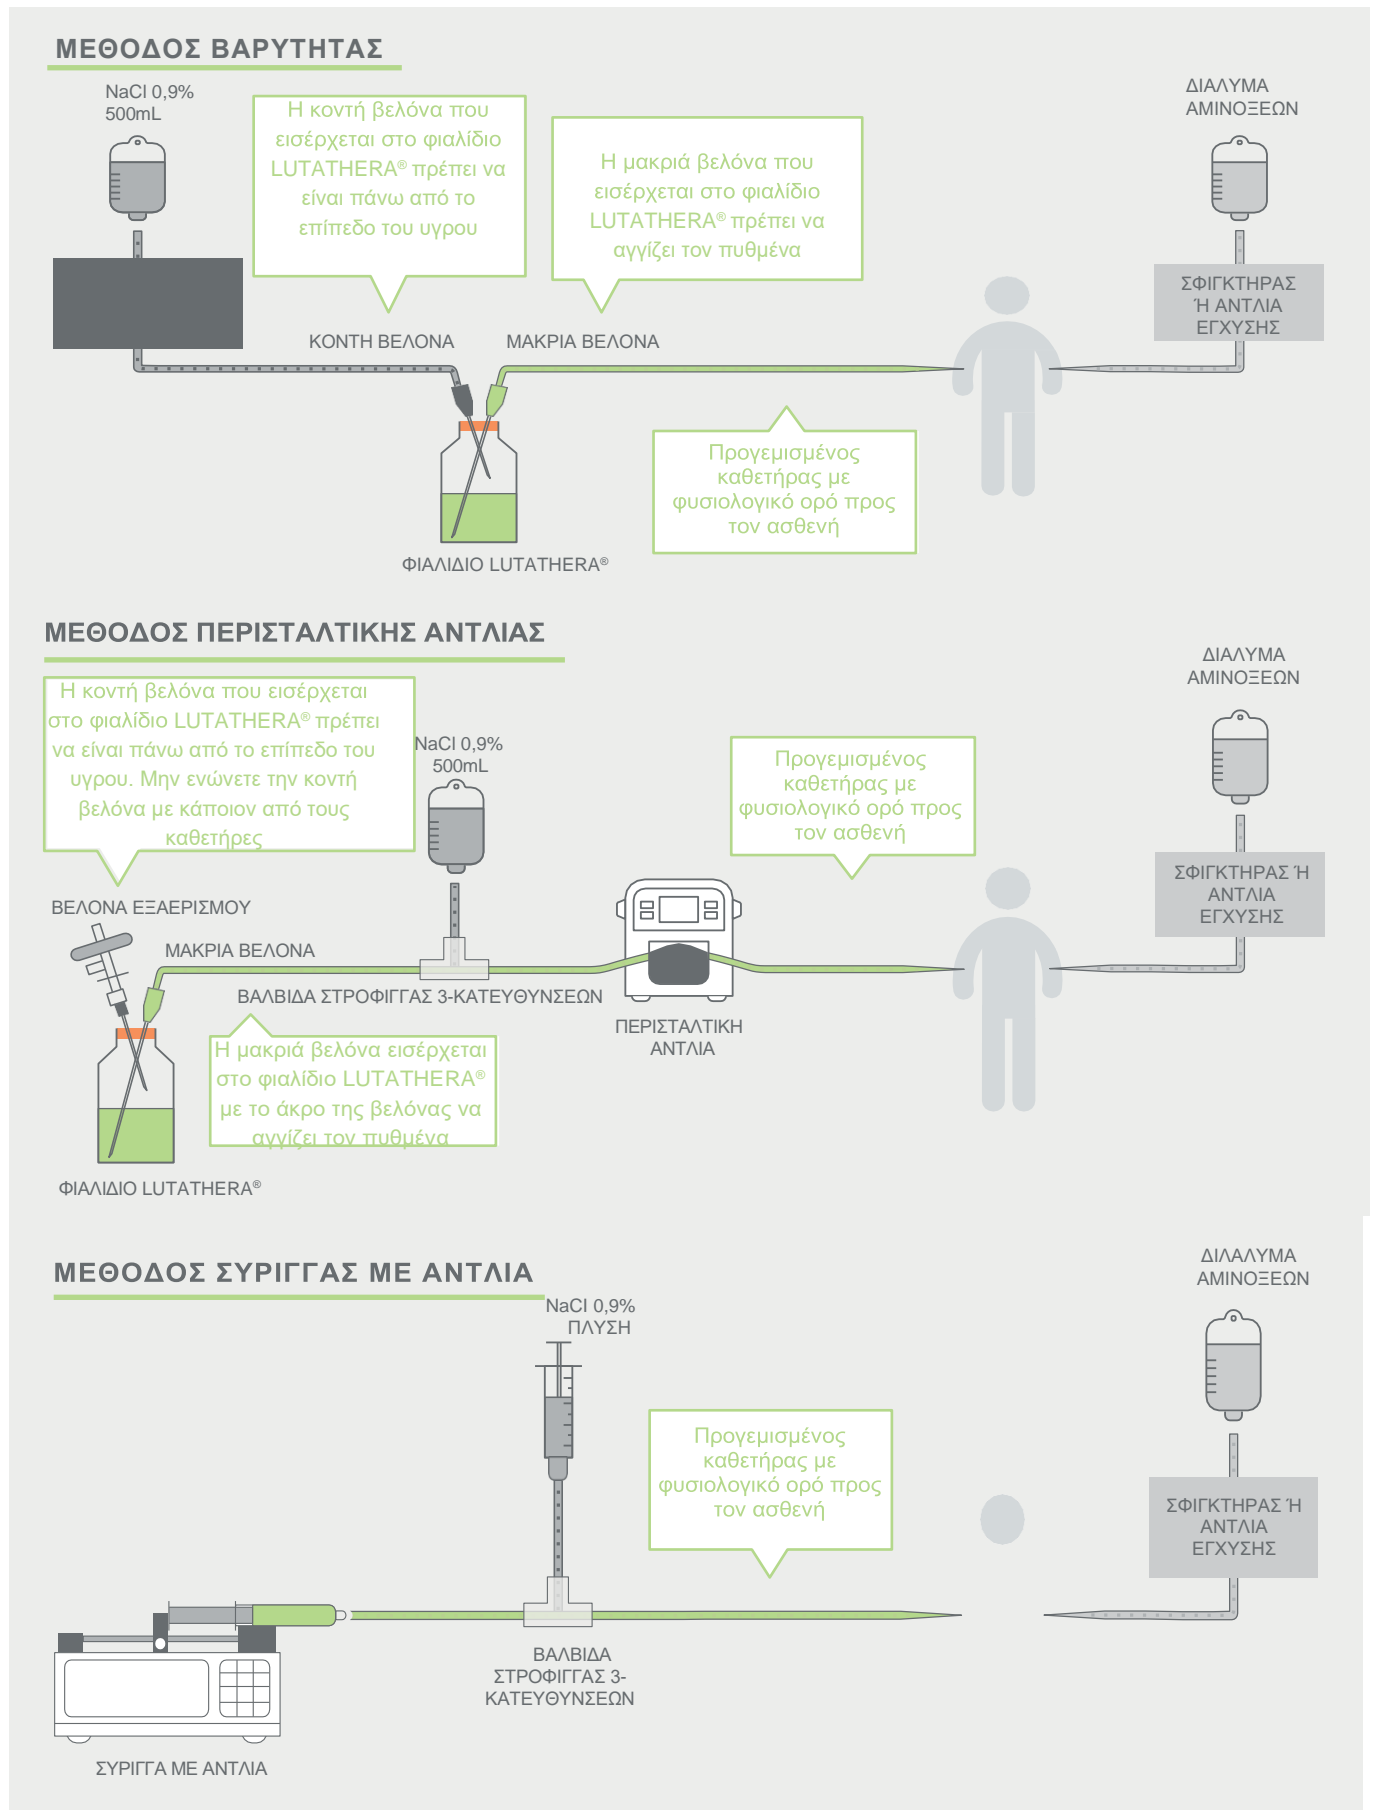 ΜΕΘΟΔΟΣ ΒΑΡΥΤΗΤΑΣ
NaCl 0,9%
500mL
Η κοντή βελόνα που
εισέρχεται στο φιαλίδιο
LUTATHERA® πρέπει να
είναι πάνω από το
επίπεδο του υγρου
Η μακριά βελόνα που
εισέρχεται στο φιαλίδιο
LUTATHERA® πρέπει να
αγγίζει τον πυθμένα
ΔΙΑΛΥΜΑ
ΑΜΙΝΟΞΕΩΝ
ΣΦΙΓΚΤΗΡΑΣ
Ή ΑΝΤΛΙΑ
ΕΓΧΥΣΗΣ
ΚΟΝΤΗ ΒΕΛΟΝΑ
ΜΑΚΡΙΑ ΒΕΛΟΝΑ
Προγεμισμένος
καθετήρας με
φυσιολογικό ορό προς
τον ασθενή
ΦΙΑΛΙΔΙΟ LUTATHERA®
ΜΕΘΟΔΟΣ ΠΕΡΙΣΤΑΛΤΙΚΗΣ ΑΝΤΛΙΑΣ
Η κοντή βελόνα που εισέρχεται
στο φιαλίδιο LUTATHERA® πρέπει
να είναι πάνω από το επίπεδο του
υγρου. Μην ενώνετε την κοντή
βελόνα με κάποιον από τους
καθετήρες
NaCl 0,9%
500mL
Προγεμισμένος
καθετήρας με
φυσιολογικό ορό προς
τον ασθενή
ΔΙΑΛΥΜΑ
ΑΜΙΝΟΞΕΩΝ
ΣΦΙΓΚΤΗΡΑΣ Ή
ΑΝΤΛΙΑ
ΕΓΧΥΣΗΣ
ΒΕΛΟΝΑ ΕΞΑΕΡΙΣΜΟΥ
ΜΑΚΡΙΑ ΒΕΛΟΝΑ
ΒΑΛΒΙΔΑ ΣΤΡΟΦΙΓΓΑΣ 3-ΚΑΤΕΥΘΥΝΣΕΩΝ
ΠΕΡΙΣΤΑΛΤΙΚΗ
ΑΝΤΛΙΑ
Η μακριά βελόνα εισέρχεται
στο φιαλίδιο LUTATHERA®
με το άκρο της βελόνας να
αγγίζει τον πυθμένα
ΦΙΑΛΙΔΙΟ LUTATHERA®
ΜΕΘΟΔΟΣ ΣΥΡΙΓΓΑΣ ΜΕ ΑΝΤΛΙΑ
NaCl 0,9%
ΠΛΥΣΗ
Προγεμισμένος
καθετήρας με
φυσιολογικό ορό προς
τον ασθενή
ΔΙΛΑΛΥΜΑ
ΑΜΙΝΟΞΕΩΝ
ΣΦΙΓΚΤΗΡΑΣ Ή
ΑΝΤΛΙΑ
ΕΓΧΥΣΗΣ
ΒΑΛΒΙΔΑ
ΣΤΡΟΦΙΓΓΑΣ 3-
ΚΑΤΕΥΘΥΝΣΕΩΝ
ΣΥΡΙΓΓΑ ΜΕ ΑΝΤΛΙΑ